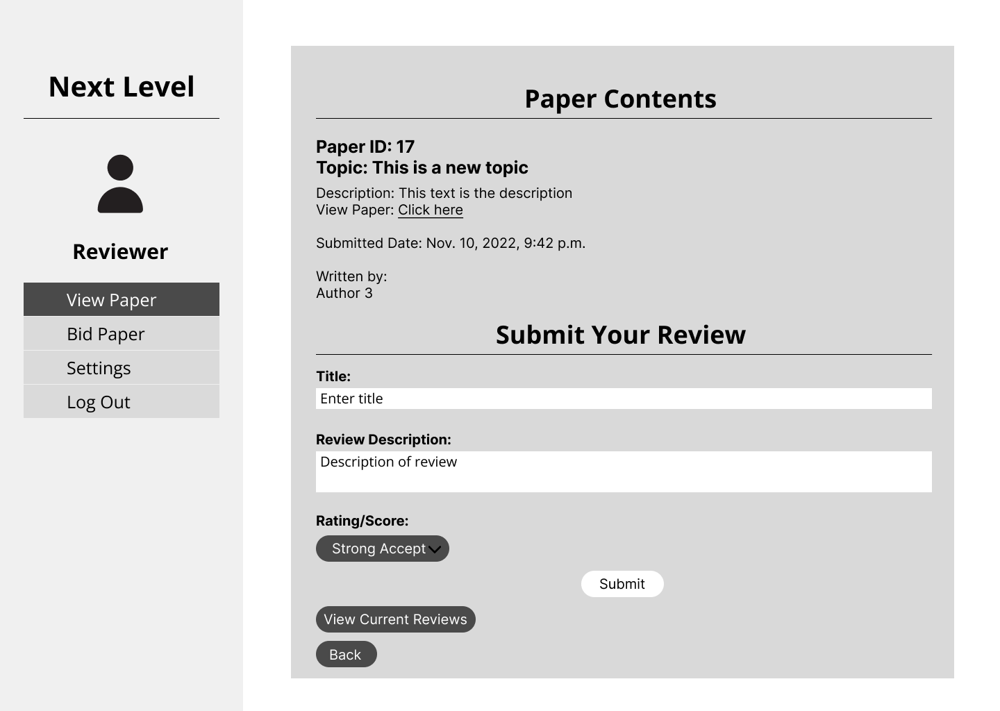 Next Level
Reviewer
View Paper
Bid Paper
Settings
Log Out
Paper Contents
Paper ID: 17
Topic: This is a new topic
Description: This text is the description
View Paper: Click here
Submitted Date: Nov. 10, 2022, 9:42 p.m.
Written by:
Author 3
Submit Your Review
Title:
Enter title
Review Description:
Description of review
Rating/Score:
Strong Accept
Submit
View Current Reviews
Back